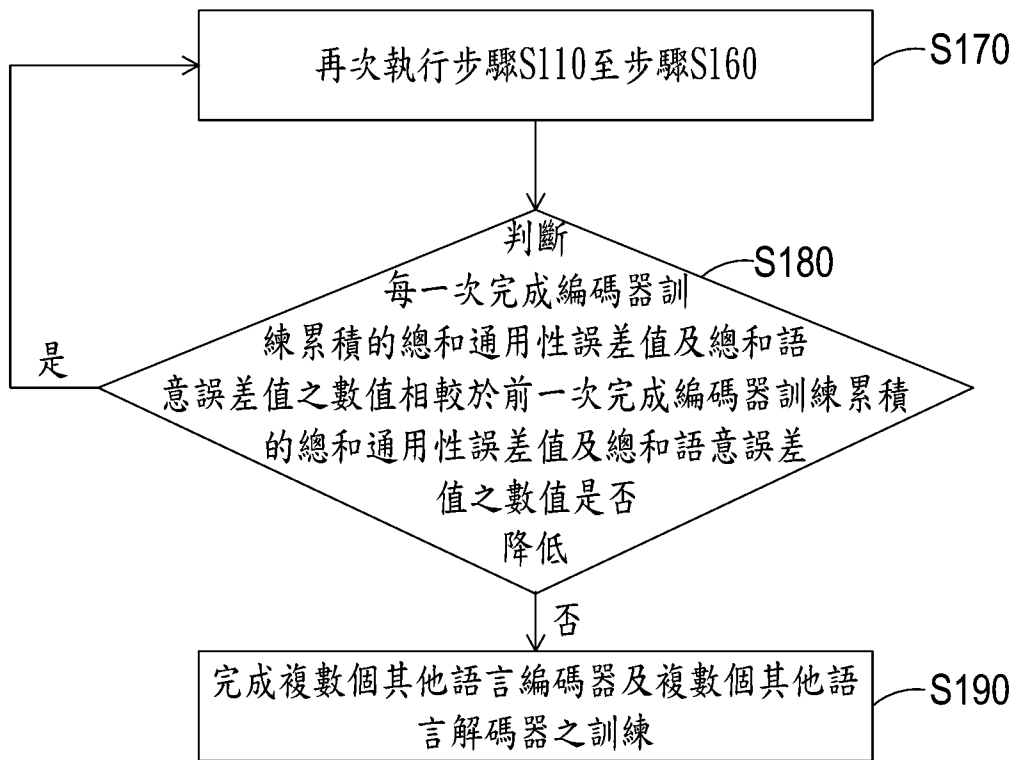 再次執行步驟S110至步驟S160
S170
判斷
S180
每一次完成編碼器訓
練累積的總和通用性誤差值及總和語
意誤差值之數值相較於前一次完成編碼器訓練累積
的總和通用性誤差值及總和語意誤差
值之數值是否
降低
是
否
完成複數個其他語言編碼器及複數個其他語
言解碼器之訓練
S190